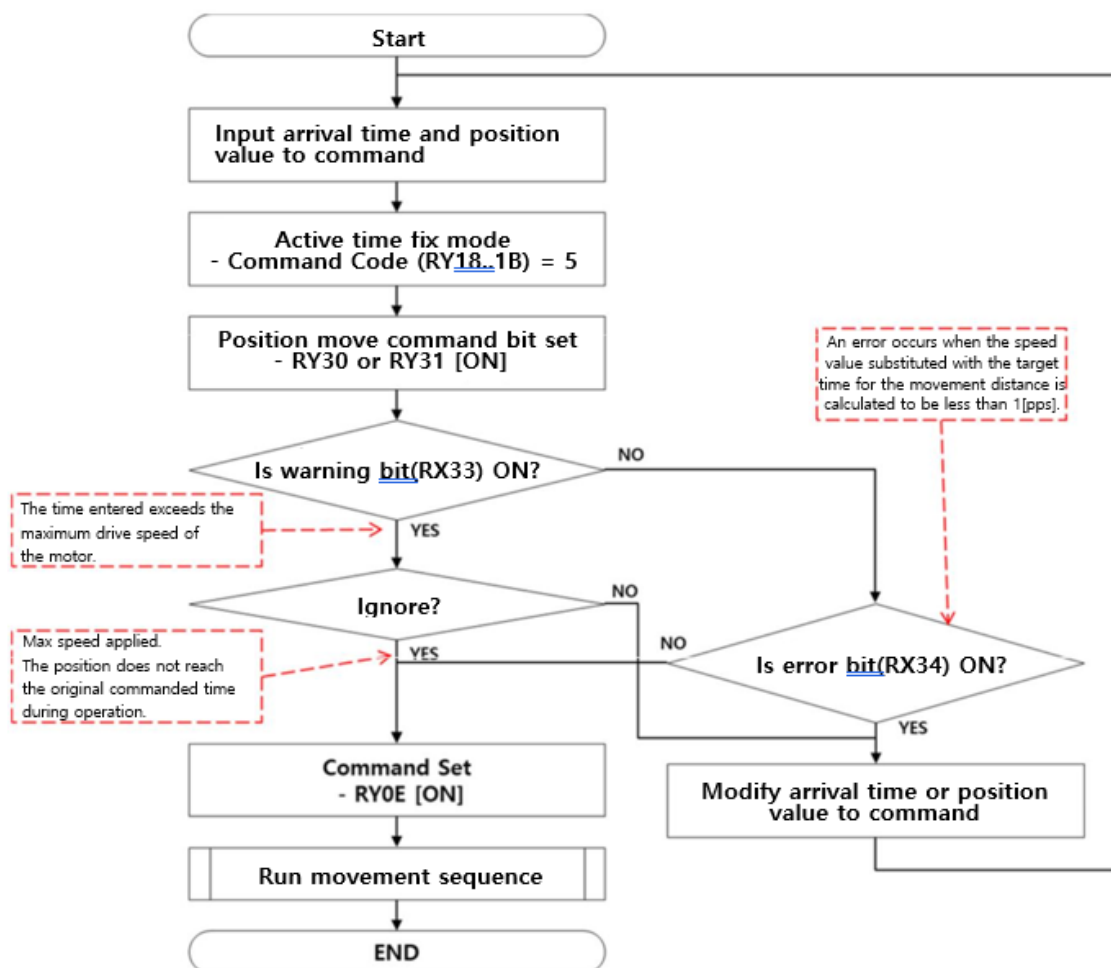 Start
Input arrival time and position
value to command
Active time fix mode
- Command Code (RY18..1B) = 5
Position move command bit set
- RY30 or RY31 [ON]
An error occurs when the speed
value substituted with the target
time for the movement distance is
calculated to be less than 1[pps].
Is warning bit(RX33) ON?
NO
The time entered exceeds the
maximum drive speed of
the motor.
YES
Ignore?
NO
Max speed applied.
The position does not reach
the original commanded time
during operation.
YES
NO
Is error bit(RX34) ON?
YES
Command Set
- RY0E [ON]
Modify arrival time or position
value to command
Run movement sequence
END